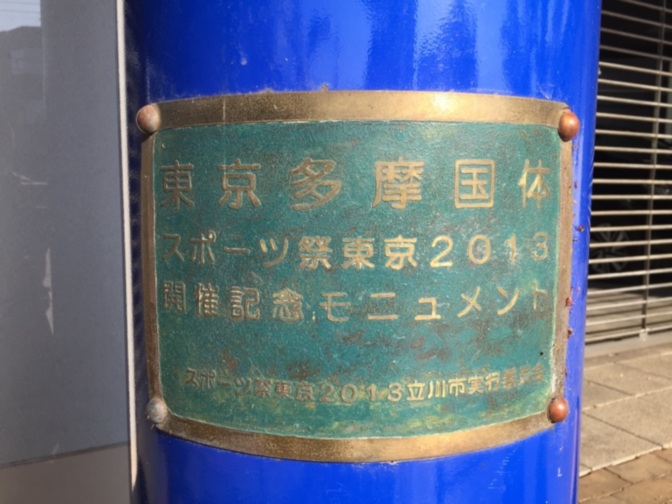 東京多摩国体
スポーツ祭東京2013
開催記念モニュメント
スポーツ祭東京2013立川市実行委員会